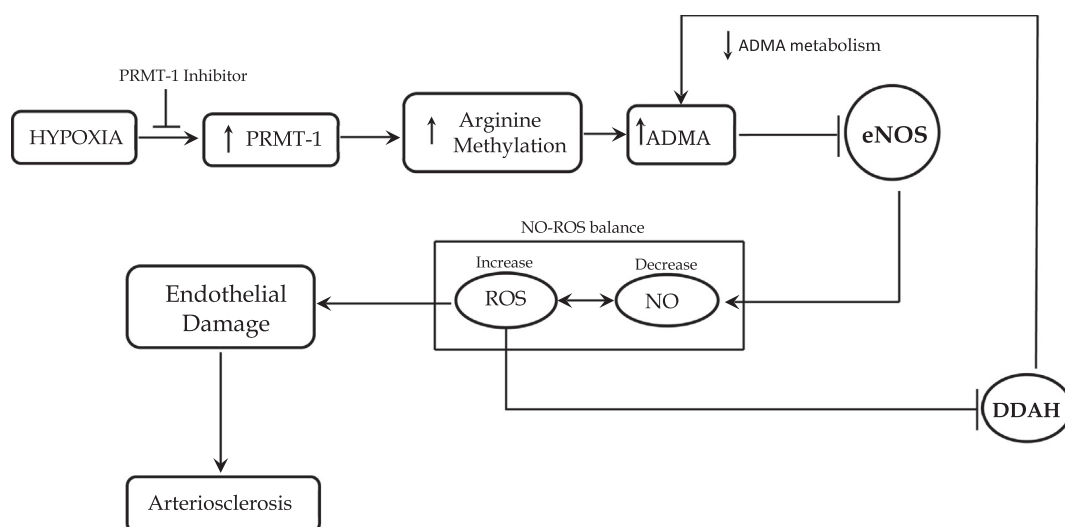 ↓ ADMA metabolism
PRMT-1 Inhibitor
HYPOXIA
↑ PRMT-1
↑ Arginine
Methylation
↑ADMA
eNOS
NO-ROS balance
Increase
ROS
Decrease
NO
Endothelial
Damage
DDAH
Arteriosclerosis